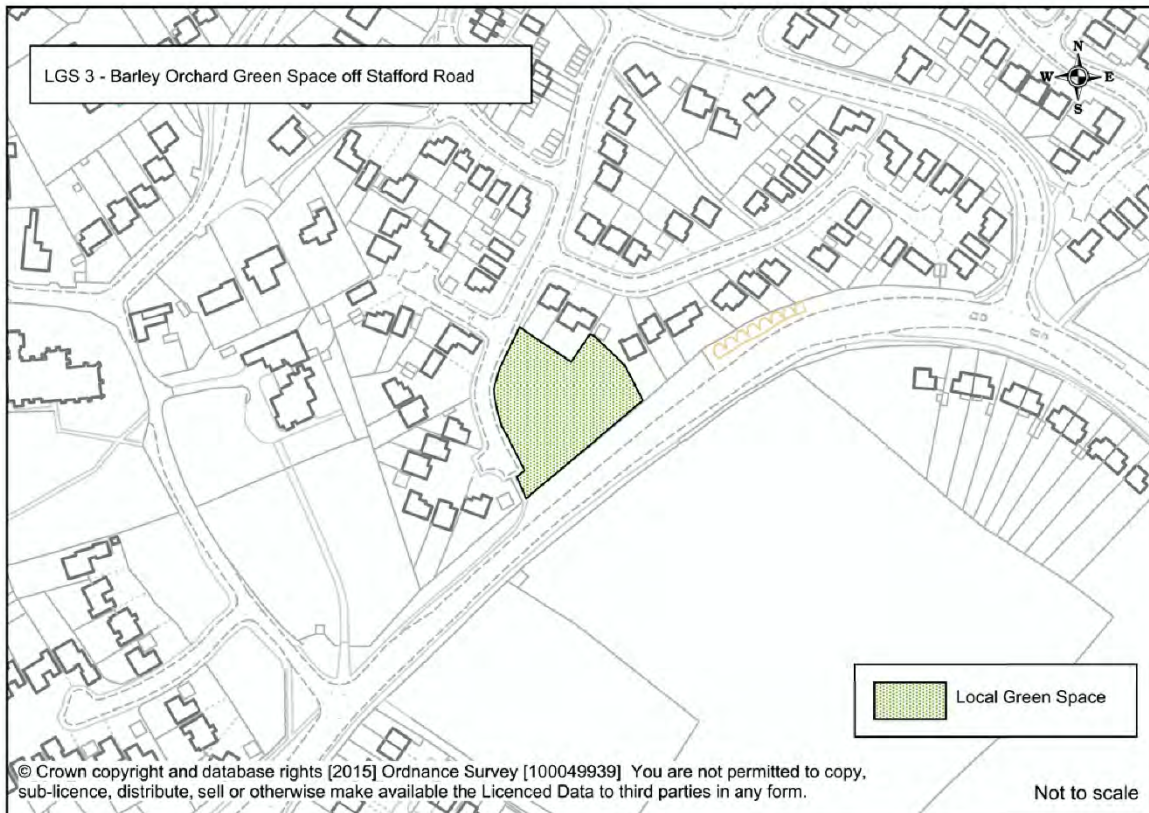 LGS 3 - Barley Orchard Green Space off Stafford Road
N
W E
S
Local Green Space
© Crown copyright and database rights [2015] Ordnance Survey [100049939] You are not permitted to copy,
sub-licence, distribute, sell or otherwise make available the Licenced Data to third parties in any form.
Not to scale